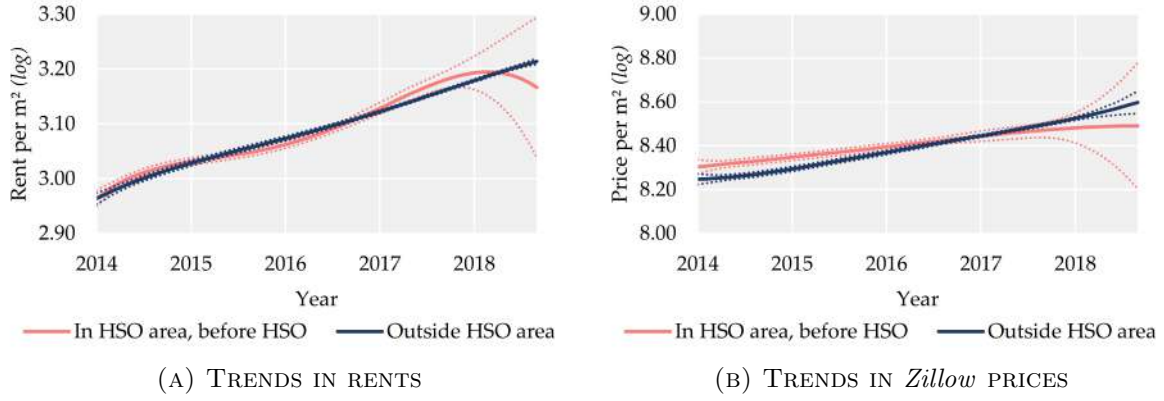 3.30
3.20
3.10
3.00
2.90
Rent per m² (log)
2014 2015 2016 2017 2018
Year
In HSO area, before HSO Outside HSO area
(A) Trends in rents
9.00
8.80
8.60
8.40
8.20
8.00
Price per m² (log)
2014 2015 2016 2017 2018
Year
In HSO area, before HSO Outside HSO area
(B) Trends in Zillow prices